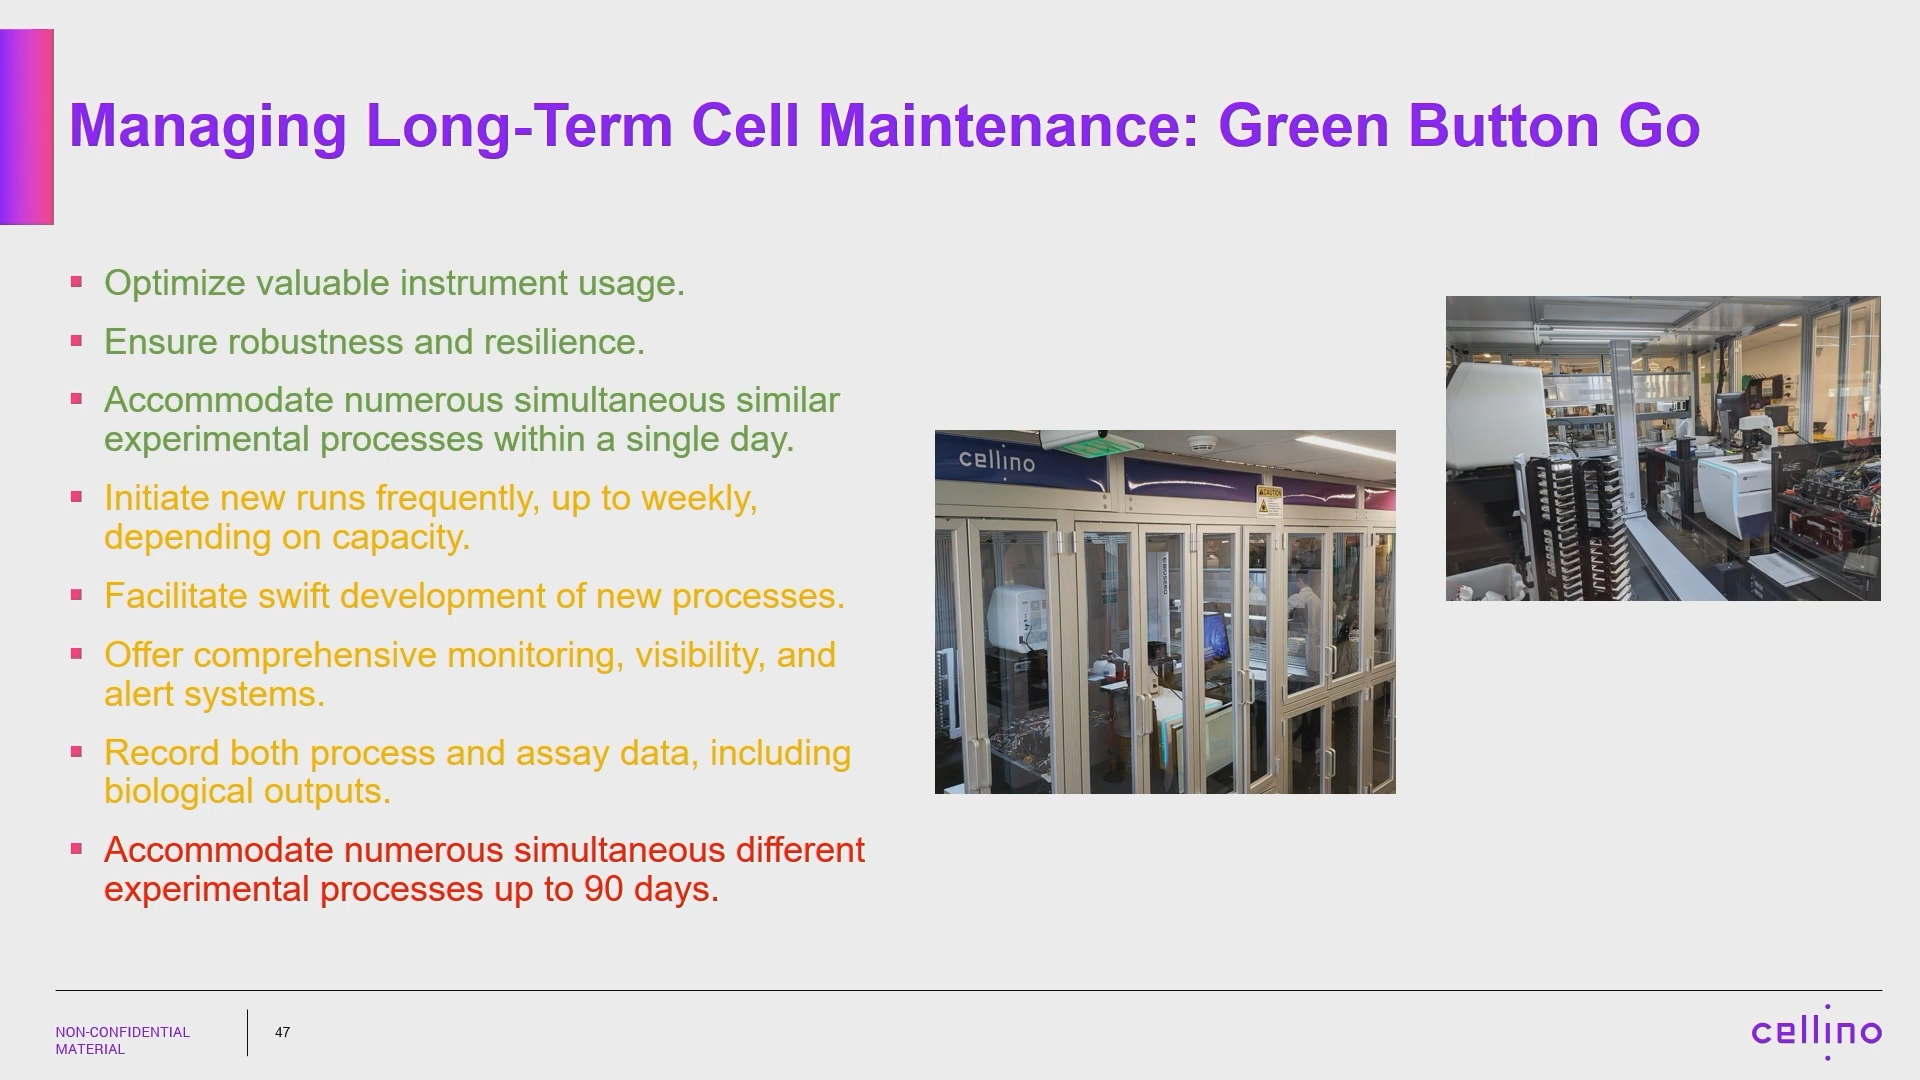 Managing Long-Term Cell Maintenance: Green Button Go
Optimize valuable instrument usage.
Ensure robustness and resilience.
Accommodate numerous simultaneous similar
experimental processes within a single day.
Initiate new runs frequently, up to weekly,
depending on capacity.
Facilitate swift development of new processes.
Offer comprehensive monitoring, visibility, and
alert systems.
Record both process and assay data, including
biological outputs.
Accommodate numerous simultaneous different
experimental processes up to 90 days.
cellino
CAUTION
NON-CONFIDENTIAL
MATERIAL
47
cellino